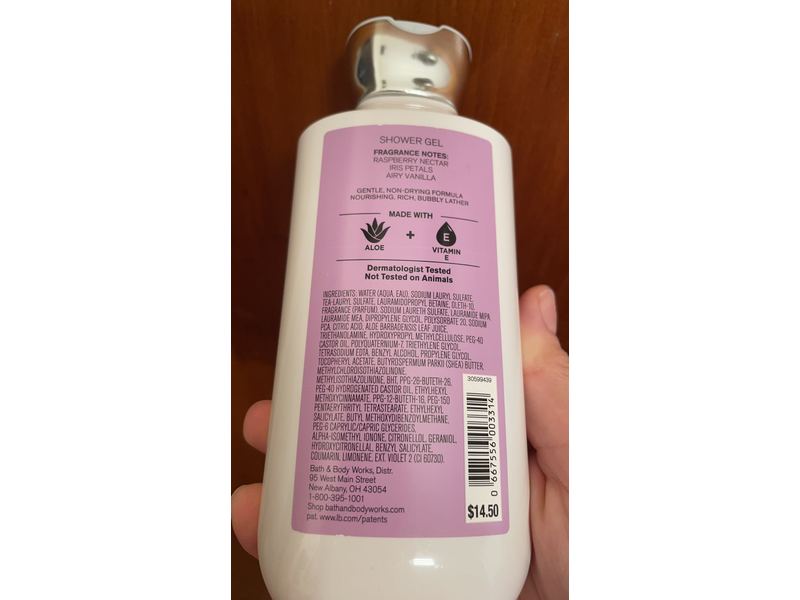 SHOWER GEL
FRAGRANCE NOTES:
RASPBERRY NECTAR
IRIS PETALS
AIRY VANILLA
GENTLE, NON-DRYING FORMULA
NOURISHING, RICH, BUBBLY LATHER
MADE WITH
ALOE
+
E
VITAMIN
E
Dermatologist Tested
Not Tested on Animals
INGREDIENTS: WATER (AQUA, EAU), SODIUM LAURYL SULFATE,
TEA-LAURYL SULFATE, LAURAMIDOPROPYL BETAINE, OLETH-10,
FRAGRANCE (PARFUM), SODIUM LAURETH SULFATE, LAURAMIDE MIPA,
LAURAMIDE MEA, DIPROPYLENE GLYCOL, POLYSORBATE 20, SODIUM
PCA, CITRIC ACID, ALOE BARBADENSIS LEAF JUICE,
TRIETHANOLAMINE, HYDROXYPROPYL METHYLCELLULOSE, PEG-40
CASTOR OIL, POLYQUATERNIUM-7, TRIETHYLENE GLYCOL,
TETRASODIUM EDTA, BENZYL ALCOHOL, PROPYLENE GLYCOL,
TOCOPHERYL ACETATE, BUTYROSPERMUM PARKII (SHEA) BUTTER,
METHYLCHLOROISOTHIAZOLINONE,
METHYLISOTHIAZOLINONE, BHT, PPG-26-BUTETH-26,
PEG-40 HYDROGENATED CASTOR OIL, ETHYLHEXYL
METHOXYCINNAMATE, PPG-12-BUTETH-16, PEG-150
PENTAERYTHRITYL TETRASTEARATE, ETHYLHEXYL
SALICYLATE, BUTYL METHOXYDIBENZOYLMETHANE,
PEG-6 CAPRYLIC/CAPRIC GLYCERIDES,
ALPHA-ISOMETHYL IONONE, CITRONELLOL, GERANIOL,
HYDROXYCITRONELLAL, BENZYL SALICYLATE,
COUMARIN, LIMONENE, EXT. VIOLET 2 (CI 60730).
Bath & Body Works, Distr.
95 West Main Street
New Albany, OH 43054
1-800-395-1001
Shop bathandbodyworks.com
pat. www.lb.com/patents
30599439
0 667556 003314
$14.50